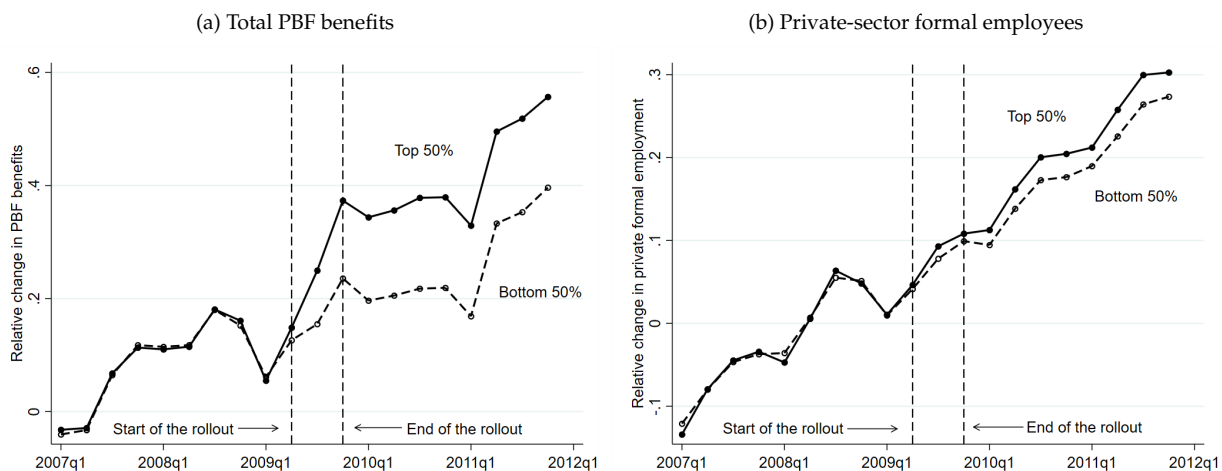 (a) Total PBF benefits
Relative change in PBF benefits
.6
.4
.2
0
Top 50%
Bottom 50%
Start of the rollout
End of the rollout
2007q1
2008q1
2009q1
2010q1
2011q1
2012q1
(b) Private-sector formal employees
Relative change in private formal employment
.3
.2
.1
0
-.1
Top 50%
Bottom 50%
Start of the rollout
End of the rollout
2007q1
2008q1
2009q1
2010q1
2011q1
2012q1